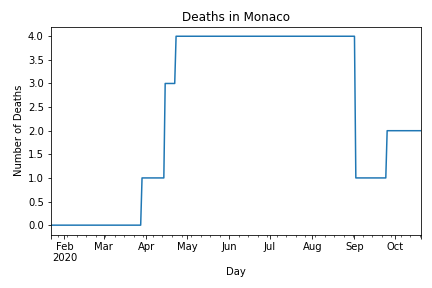 Deaths in Monaco
Number of Deaths
4.0
3.5
3.0
2.5
2.0
1.5
1.0
0.5
0.0
Feb Mar Apr May Jun Jul Aug Sep Oct
2020
Day